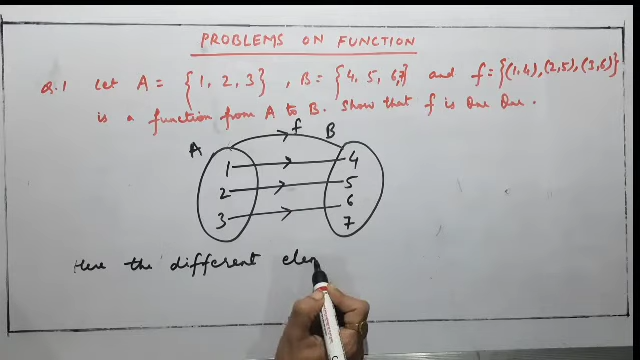 PROBLEMS ON FUNCTION
Q.1 Let A = {1, 2, 3}, B = {4, 5, 6,7} and f = {(1,4),(2,5),(3,6)}
is a function from A to B. Show that f is One One.
f
A B
1 4
2 5
3 6
7
Here the different elem